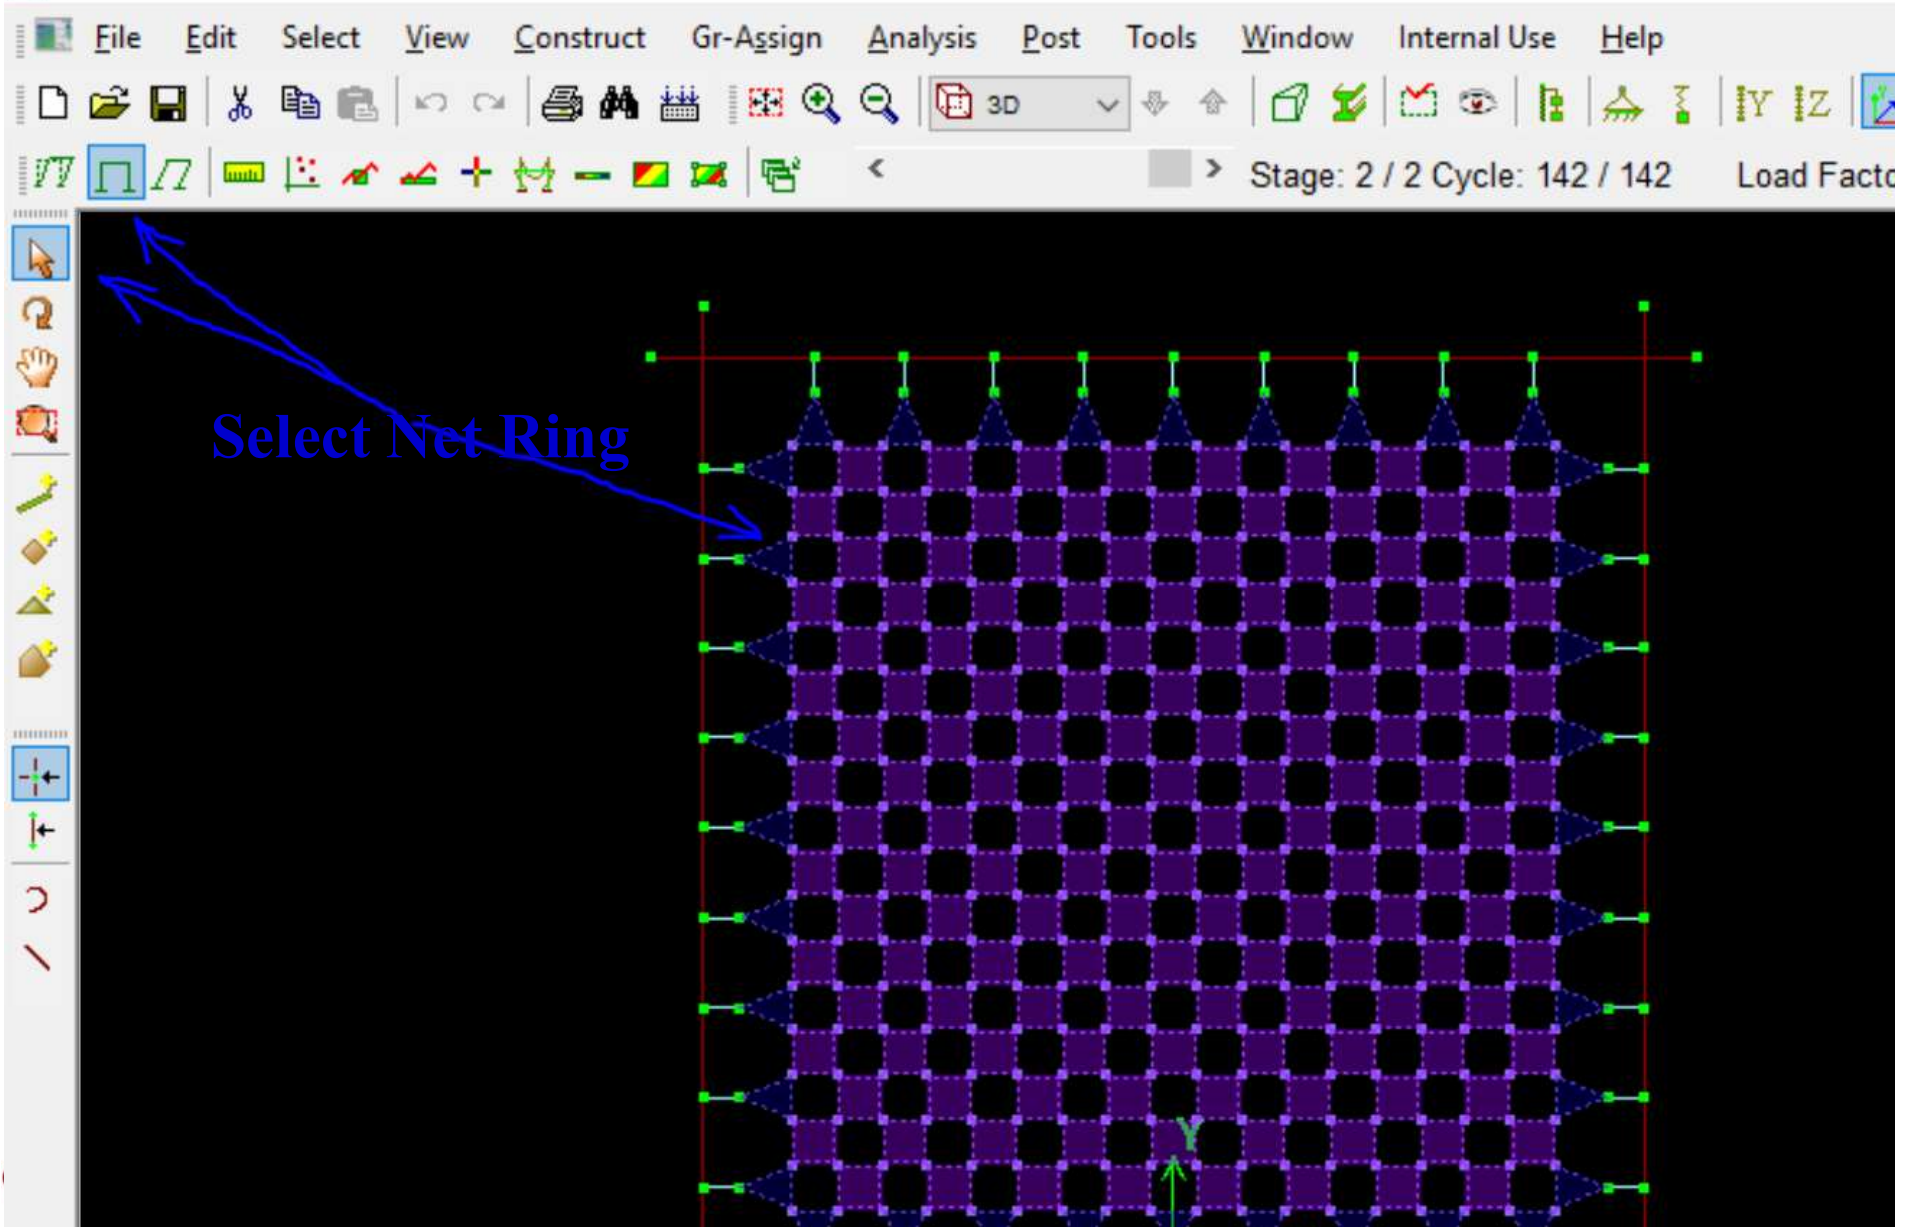 File Edit Select View Construct Gr-Assign Analysis Post Tools Window Internal Use Help
3D
Y Z
Stage: 2 / 2 Cycle: 142 / 142 Load Facto
Select Net Ring
Y